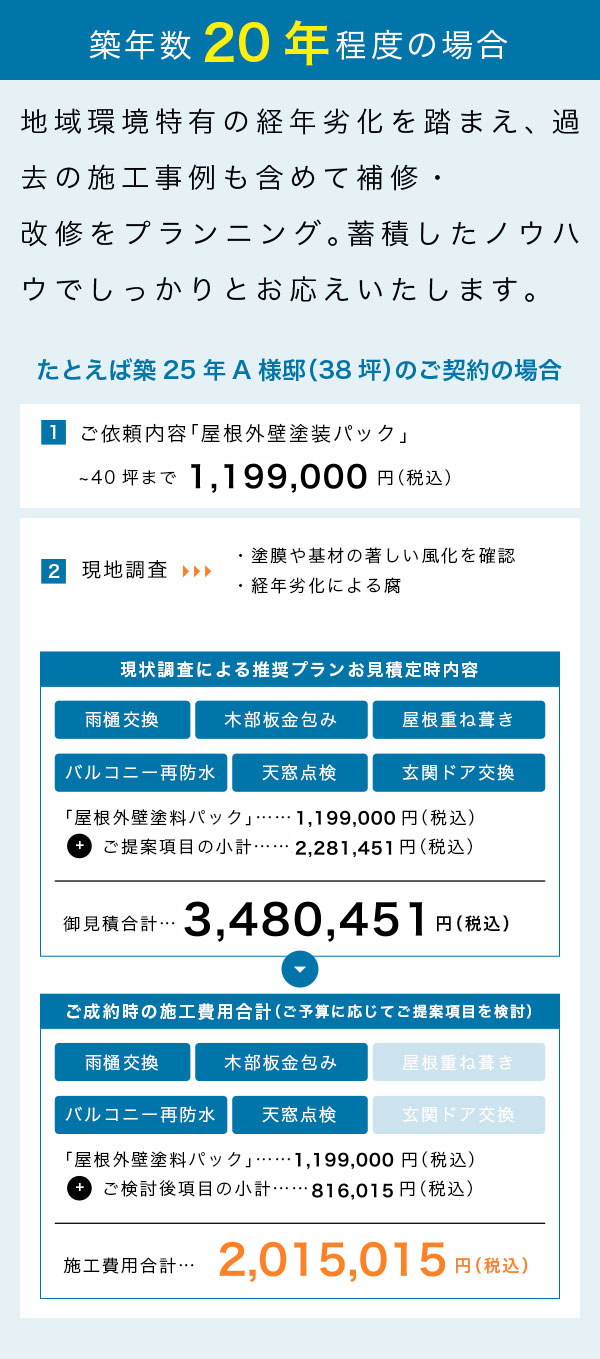 築年数 20 年程度の場合
地域環境特有の経年劣化を踏まえ、過
去の施工事例も含めて補修・
改修をプランニング。蓄積したノウハ
ウでしっかりとお応えいたします。
たとえば築 25 年 A 様邸(38 坪)のご契約の場合
1 ご依頼内容「屋根外壁塗装パック」
~40 坪まで 1,199,000 円(税込)
2 現地調査
・塗膜や基材の著しい風化を確認
・経年劣化による腐
現状調査による推奨プランお見積定時内容
雨樋交換 木部板金包み 屋根重ね葺き
バルコニー再防水 天窓点検 玄関ドア交換
「屋根外壁塗料パック」…… 1,199,000 円(税込)
+ ご提案項目の小計…… 2,281,451 円(税込)
御見積合計… 3,480,451 円(税込)
ご成約時の施工費用合計(ご予算に応じてご提案項目を検討)
雨樋交換 木部板金包み 屋根重ね葺き
バルコニー再防水 天窓点検 玄関ドア交換
「屋根外壁塗料パック」…… 1,199,000 円(税込)
+ ご検討後項目の小計…… 816,015 円(税込)
施工費用合計… 2,015,015 円(税込)